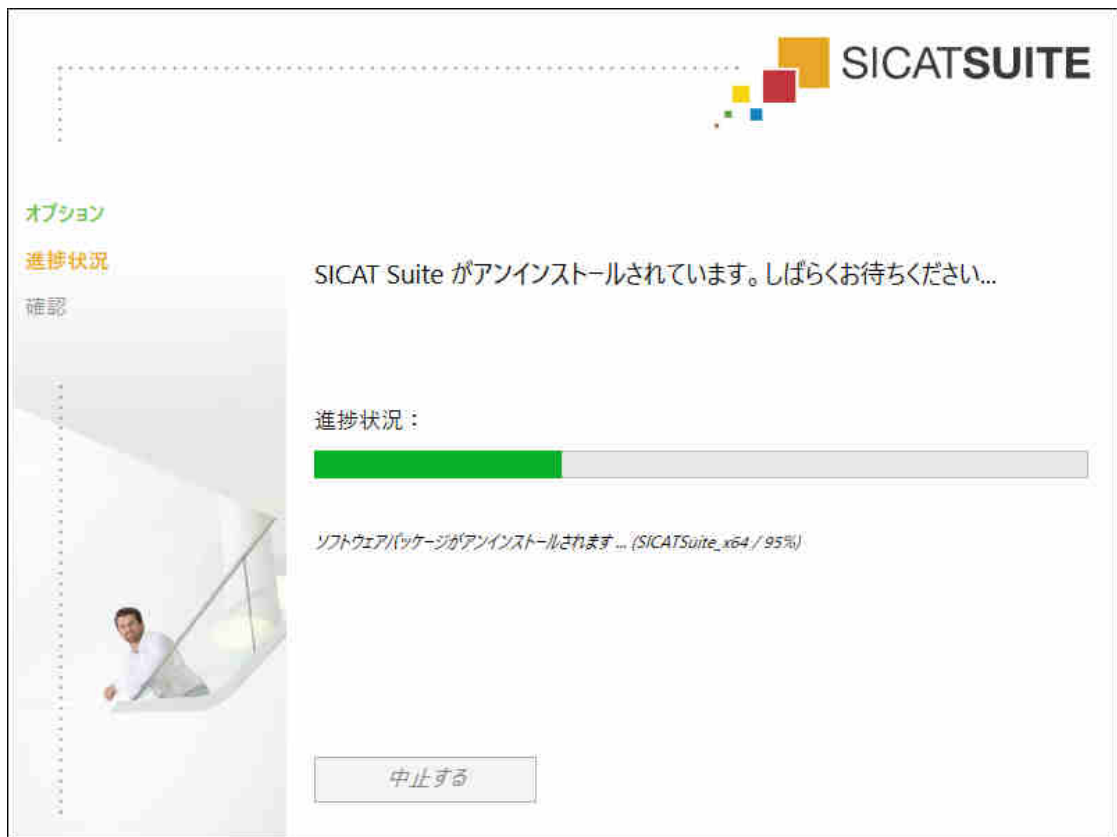 SICATSUITE
オプション
進捗状況
確認
SICAT Suite がアンインストールされています。しばらくお待ちください...
進捗状況：
ソフトウェアパッケージがアンインストールされます ... (SICATSuite_x64 / 95%)
中止する